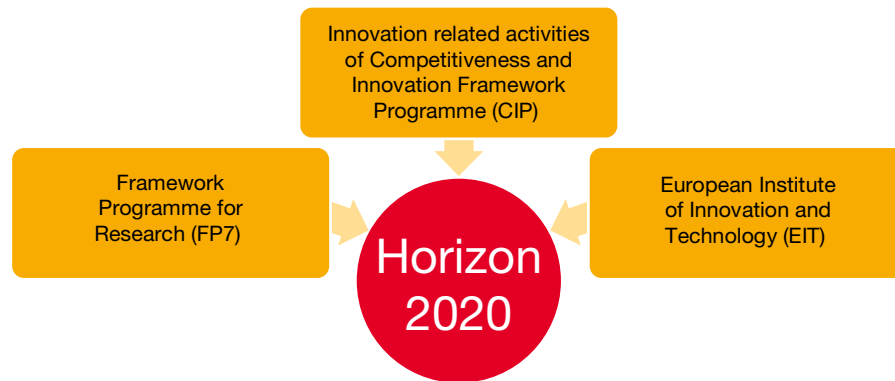 Innovation related activities
of Competitiveness and
Innovation Framework
Programme (CIP)
Framework
Programme for
Research (FP7)
European Institute
of Innovation and
Technology (EIT)
Horizon
2020